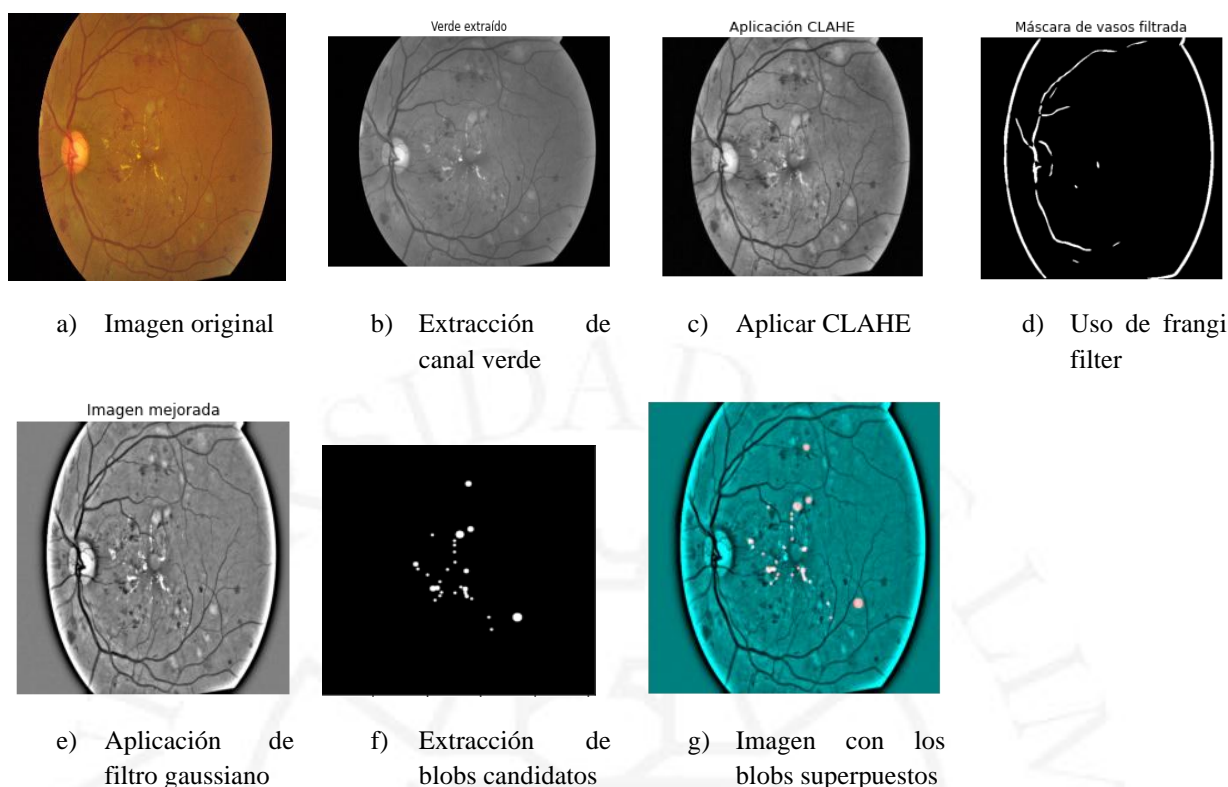 Verde extraído
Aplicación CLAHE
Máscara de vasos filtrada
a) Imagen original
b) Extracción de
canal verde
c) Aplicar CLAHE
d) Uso de frangi
filter
Imagen mejorada
e) Aplicación de
filtro gaussiano
f) Extracción de
blobs candidatos
g) Imagen con los
blobs superpuestos